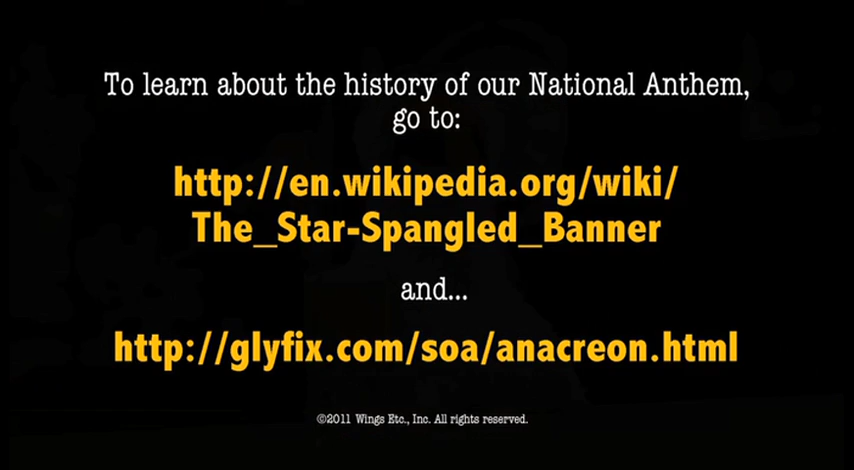 To learn about the history of our National Anthem,
go to:
http://en.wikipedia.org/wiki/
The_Star-Spangled_Banner
and...
http://glyfix.com/soa/anacreon.html
©2011 Wings Etc., Inc. All rights reserved.